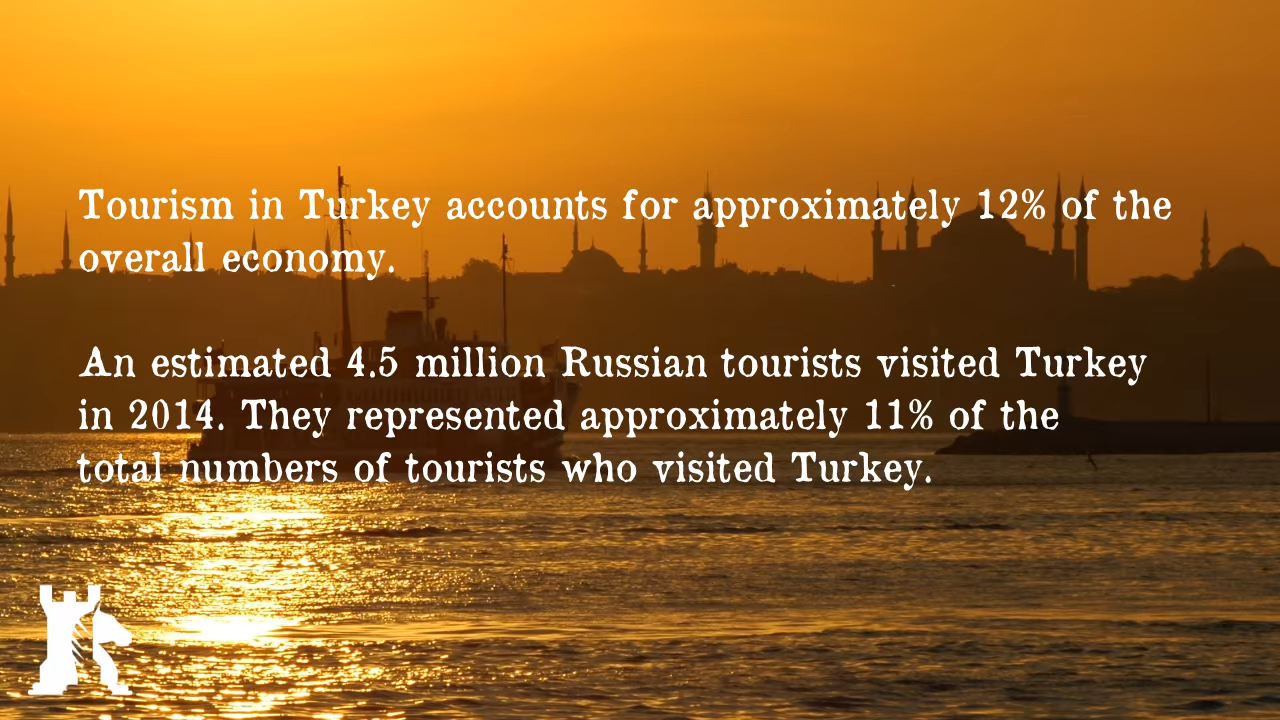 Tourism in Turkey accounts for approximately 12% of the
overall economy.
An estimated 4.5 million Russian tourists visited Turkey
in 2014. They represented approximately 11% of the
total numbers of tourists who visited Turkey.